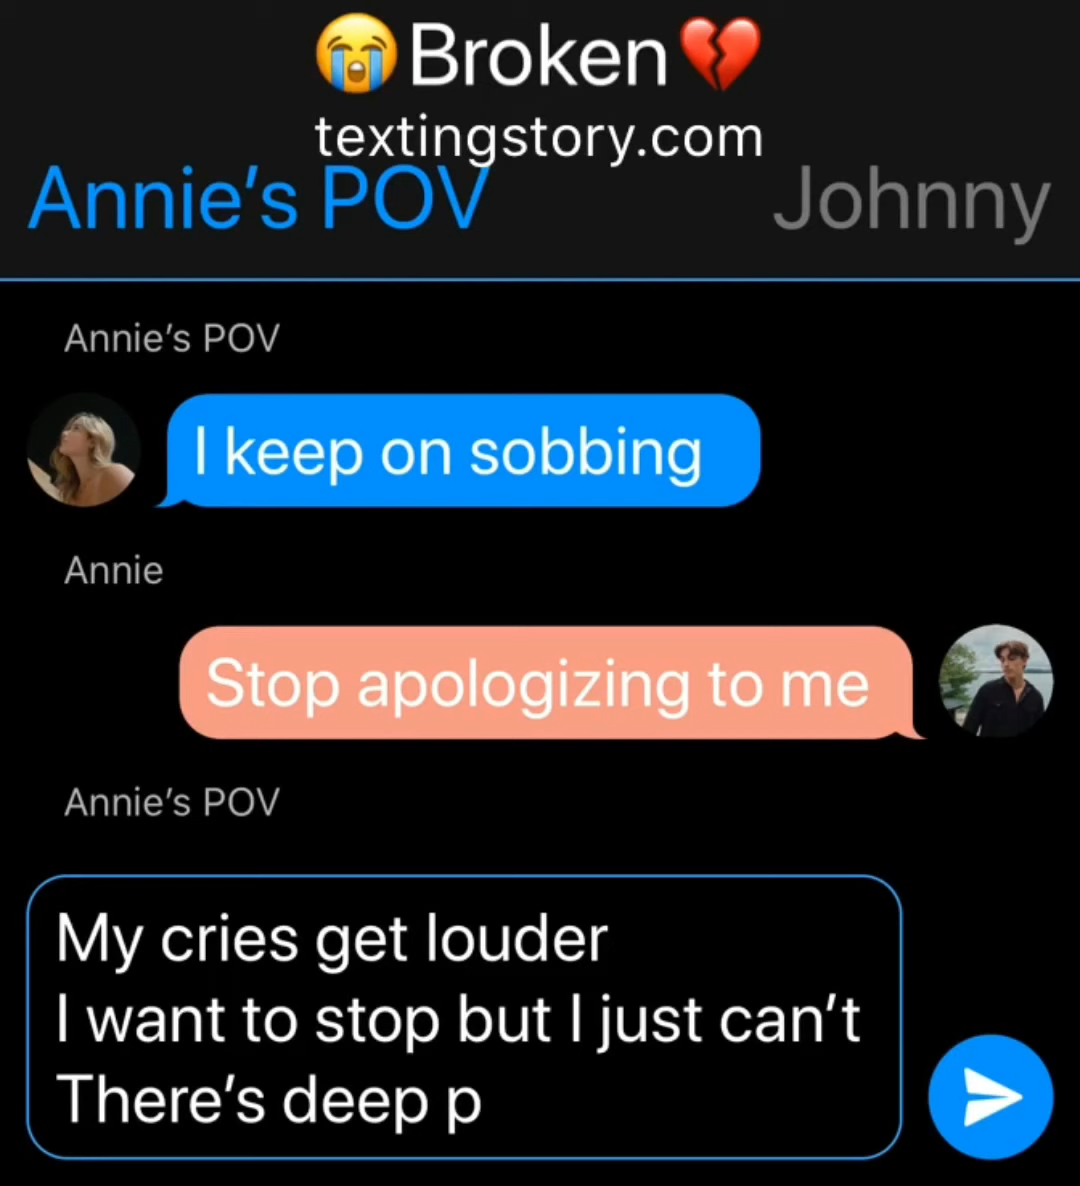 😭Broken💔
textingstory.com
Annie’s POV
Johnny
Annie’s POV
I keep on sobbing
Annie
Stop apologizing to me
Annie’s POV
My cries get louder
I want to stop but I just can’t
There’s deep p